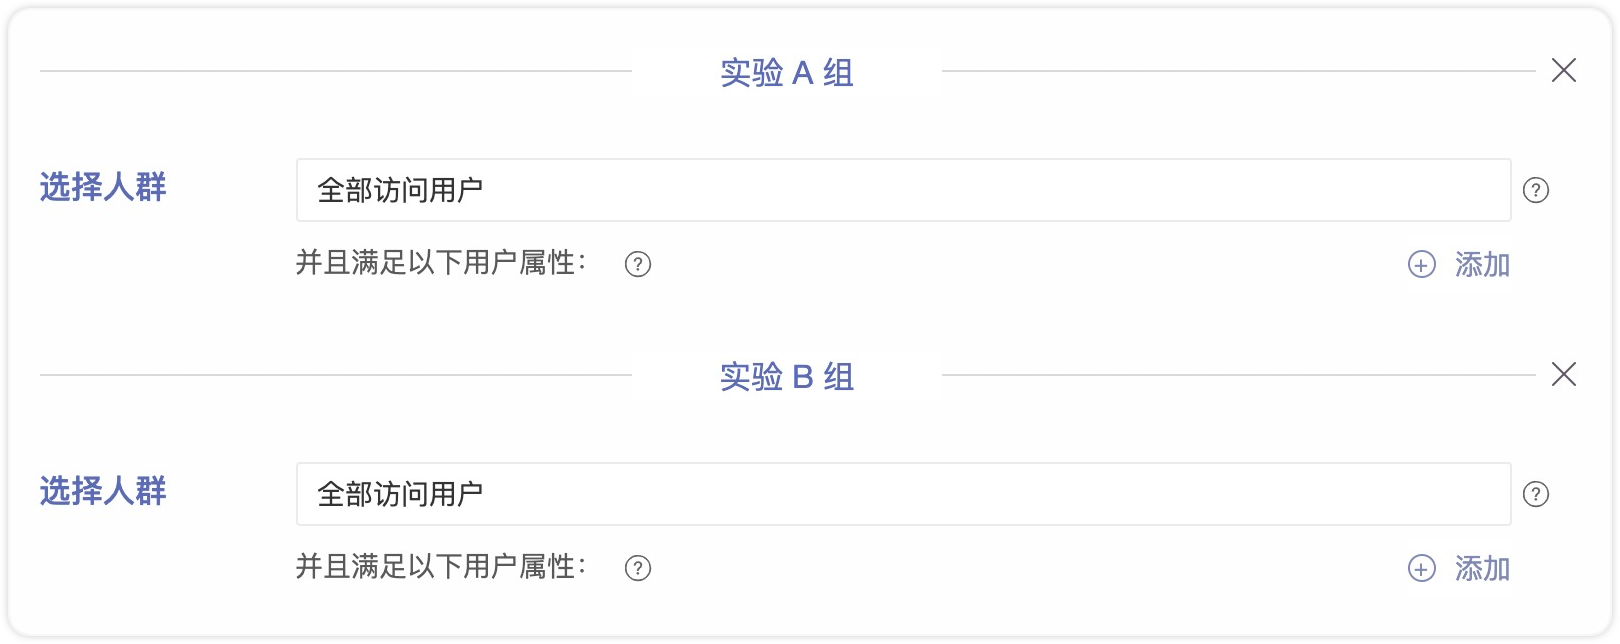 实验 A 组
选择人群
全部访问用户
并且满足以下用户属性：
添加
实验 B 组
选择人群
全部访问用户
并且满足以下用户属性：
添加